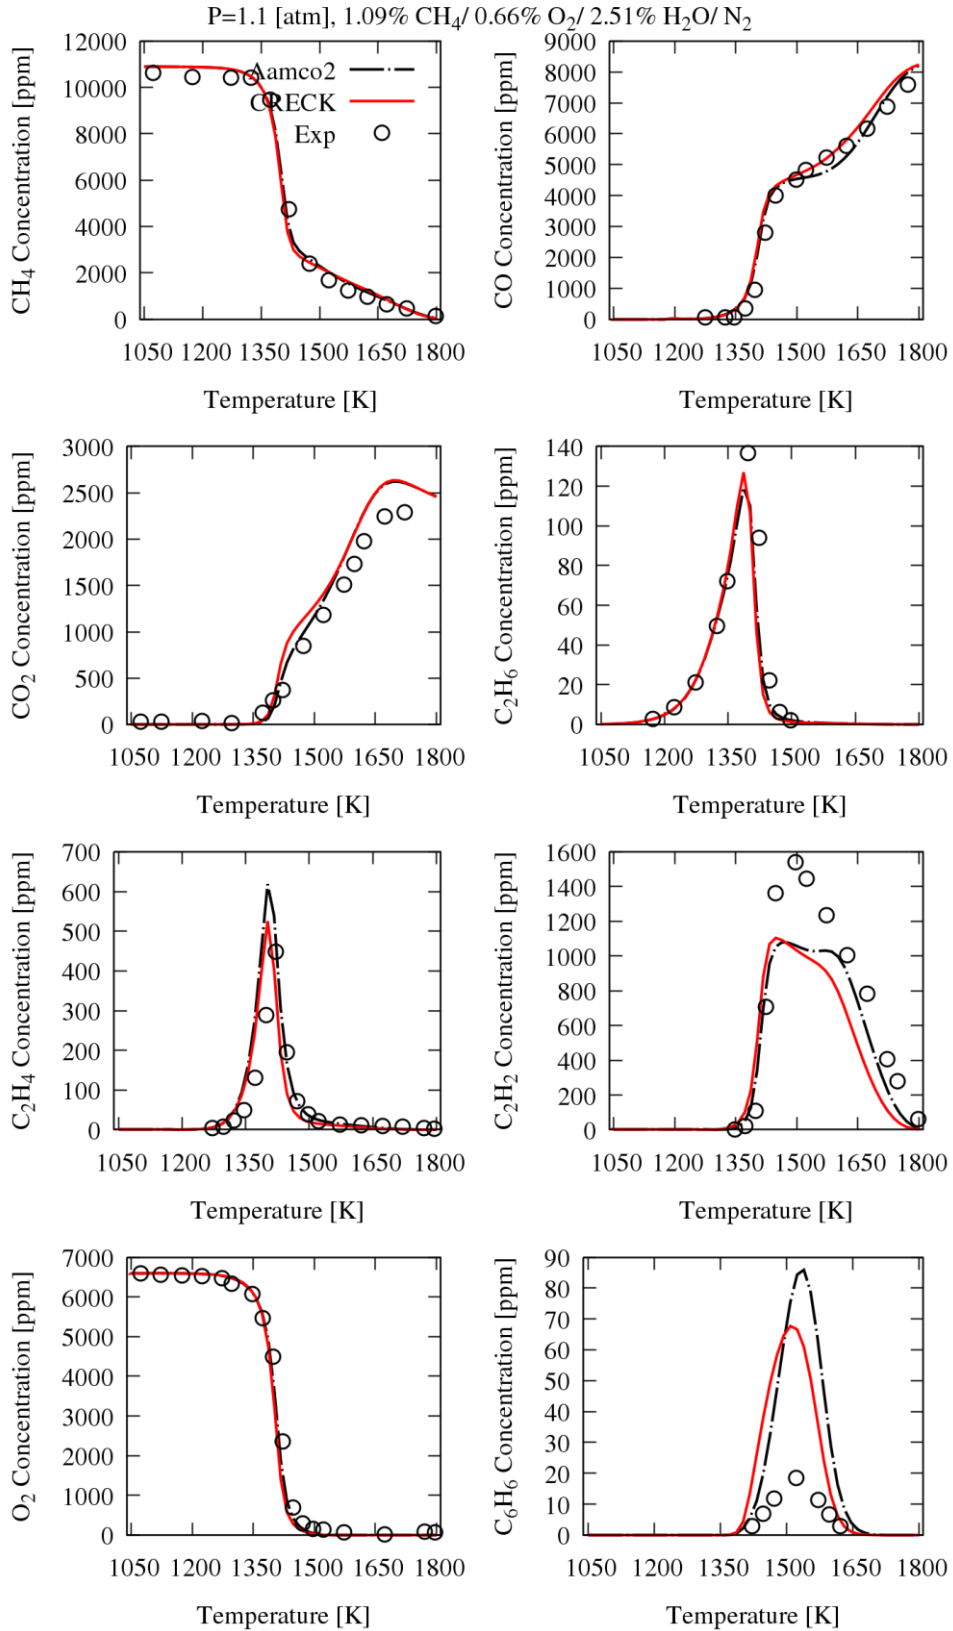 P=1.1 [atm], 1.09% CH4/ 0.66% O2/ 2.51% H2O/ N2
CH4 Concentration [ppm]
12000
10000
8000
6000
4000
2000
0
Aamco2
CRECK
Exp
1050 1200 1350 1500 1650 1800
Temperature [K]
CO Concentration [ppm]
9000
8000
7000
6000
5000
4000
3000
2000
1000
0
1050 1200 1350 1500 1650 1800
Temperature [K]
CO2 Concentration [ppm]
3000
2500
2000
1500
1000
500
0
1050 1200 1350 1500 1650 1800
Temperature [K]
C2H6 Concentration [ppm]
140
120
100
80
60
40
20
0
1050 1200 1350 1500 1650 1800
Temperature [K]
C2H4 Concentration [ppm]
700
600
500
400
300
200
100
0
1050 1200 1350 1500 1650 1800
Temperature [K]
C2H2 Concentration [ppm]
1600
1400
1200
1000
800
600
400
200
0
1050 1200 1350 1500 1650 1800
Temperature [K]
O2 Concentration [ppm]
7000
6000
5000
4000
3000
2000
1000
0
1050 1200 1350 1500 1650 1800
Temperature [K]
C6H6 Concentration [ppm]
90
80
70
60
50
40
30
20
10
0
1050 1200 1350 1500 1650 1800
Temperature [K]